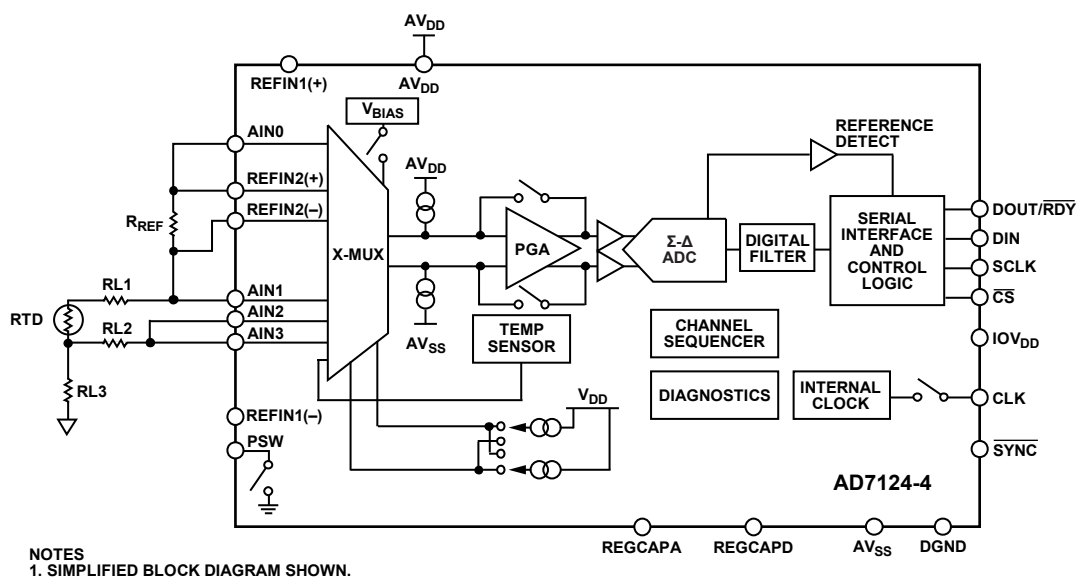 AVDD
REFIN1(+)
AVDD
VBIAS
AIN0
REFIN2(+)
REFIN2(–)
RREF
X-MUX
AVDD
PGA
Σ-Δ
ADC
DIGITAL
FILTER
REFERENCE
DETECT
SERIAL
INTERFACE
AND
CONTROL
LOGIC
DOUT/RDY
DIN
SCLK
CS
RL1
AIN1
RTD
RL2
AIN2
AIN3
AVSS
TEMP
SENSOR
CHANNEL
SEQUENCER
IOVDD
RL3
REFIN1(–)
VDD
DIAGNOSTICS
INTERNAL
CLOCK
CLK
PSW
SYNC
AD7124-4
REGCAPA
REGCAPD
AVSS
DGND
NOTES
1. SIMPLIFIED BLOCK DIAGRAM SHOWN.